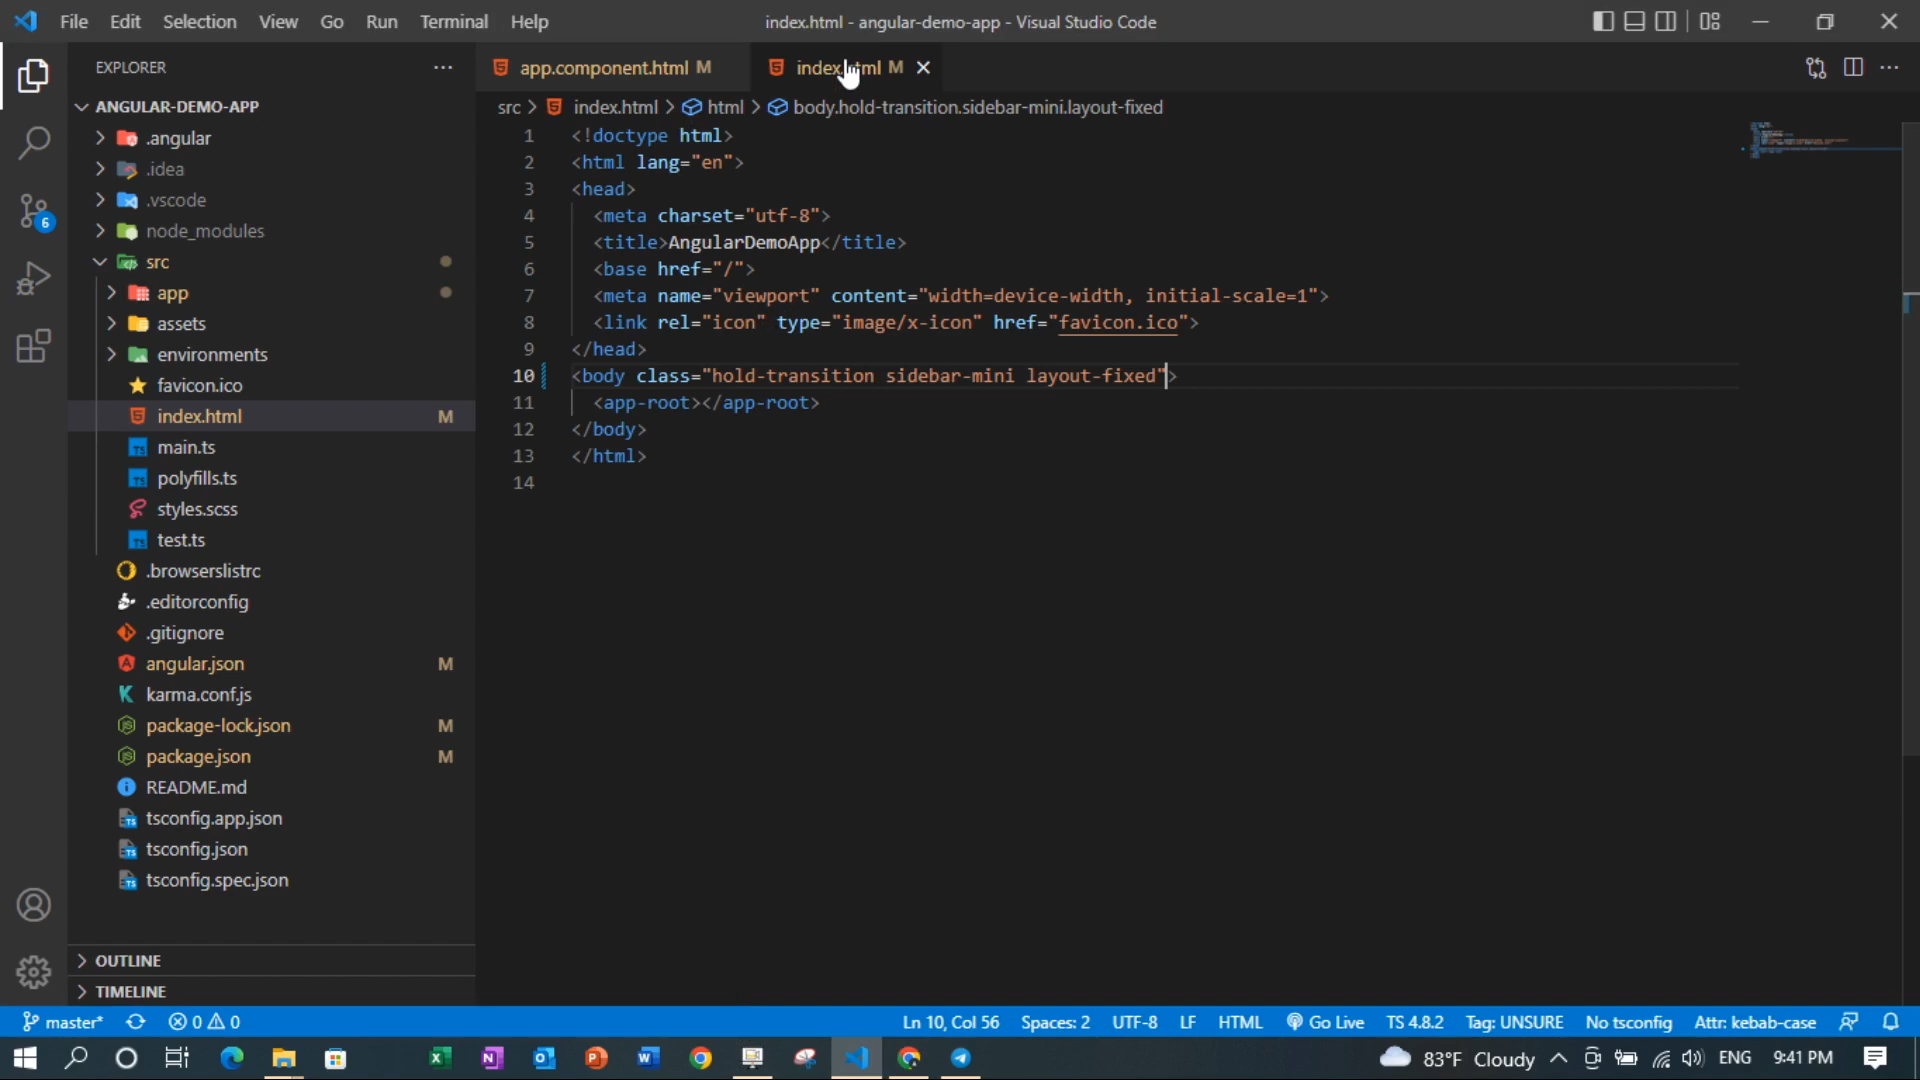 File Edit Selection View Go Run Terminal Help
index.html - angular-demo-app - Visual Studio Code
EXPLORER
ANGULAR-DEMO-APP
.angular
.idea
.vscode
node_modules
src
app
assets
environments
favicon.ico
index.html M
main.ts
polyfills.ts
styles.scss
test.ts
.browserslistrc
.editorconfig
.gitignore
angular.json M
karma.conf.js
package-lock.json M
package.json M
README.md
tsconfig.app.json
tsconfig.json
tsconfig.spec.json
OUTLINE
TIMELINE
app.component.html M index.html M
src > index.html > html > body.hold-transition.sidebar-mini.layout-fixed
1 <!doctype html>
2 <html lang="en">
3 <head>
4 <meta charset="utf-8">
5 <title>AngularDemoApp</title>
6 <base href="/">
7 <meta name="viewport" content="width=device-width, initial-scale=1">
8 <link rel="icon" type="image/x-icon" href="favicon.ico">
9 </head>
10 <body class="hold-transition sidebar-mini layout-fixed">
11 <app-root></app-root>
12 </body>
13 </html>
14
master* 0 0 Ln 10, Col 56 Spaces: 2 UTF-8 LF HTML Go Live TS 4.8.2 Tag: UNSURE No tsconfig Attr: kebab-case
83°F Cloudy ENG 9:41 PM